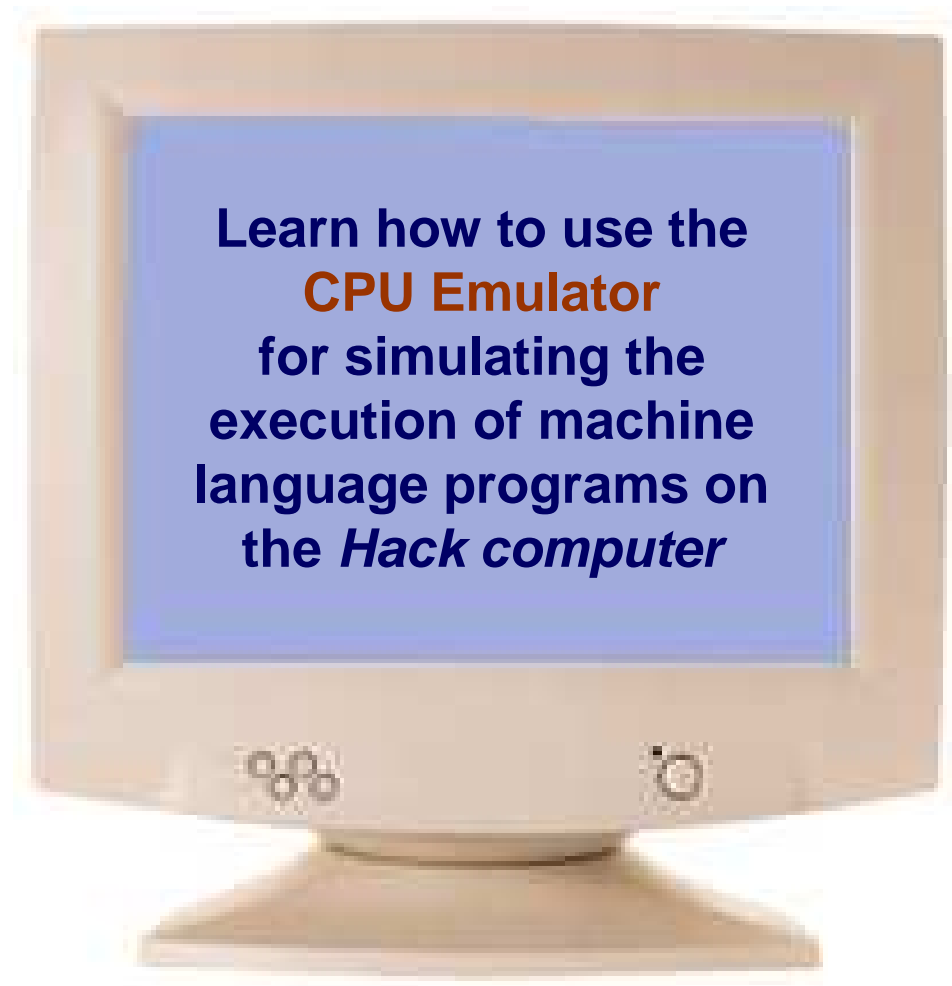 Learn how to use the
CPU Emulator
for simulating the
execution of machine
language programs on
the Hack computer